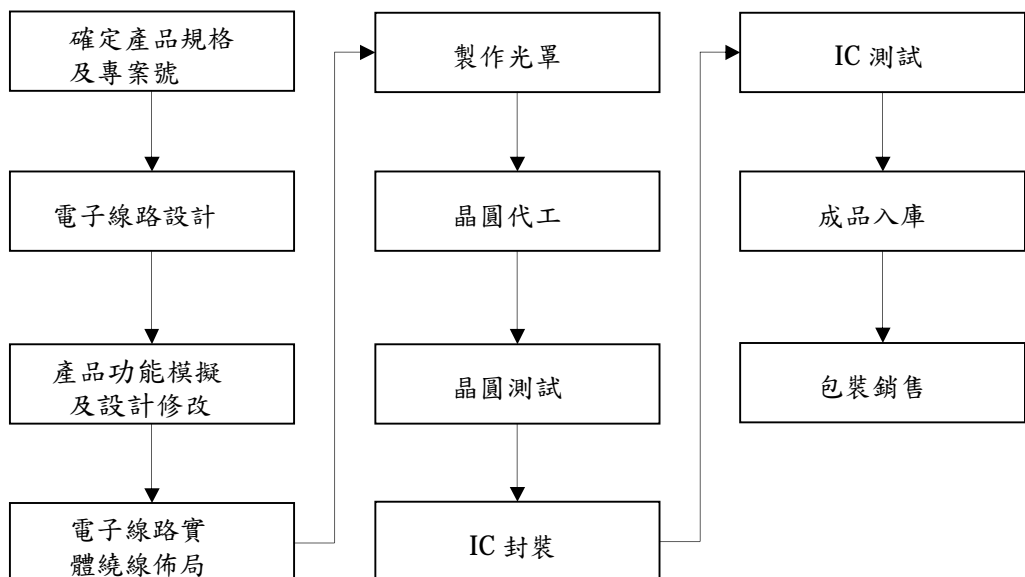 確定產品規格
及專案號
電子線路設計
產品功能模擬
及設計修改
電子線路實
體繞線佈局
製作光罩
晶圓代工
晶圓測試
IC 封裝
IC 測試
成品入庫
包裝銷售